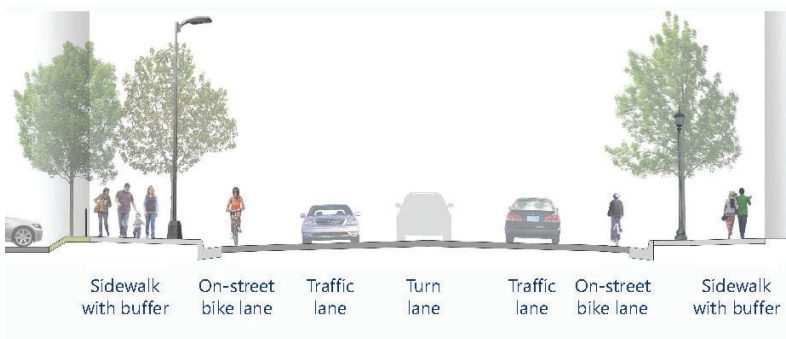 Sidewalk
with buffer
On-street
bike lane
Traffic
lane
Turn
lane
Traffic
lane
On-street
bike lane
Sidewalk
with buffer